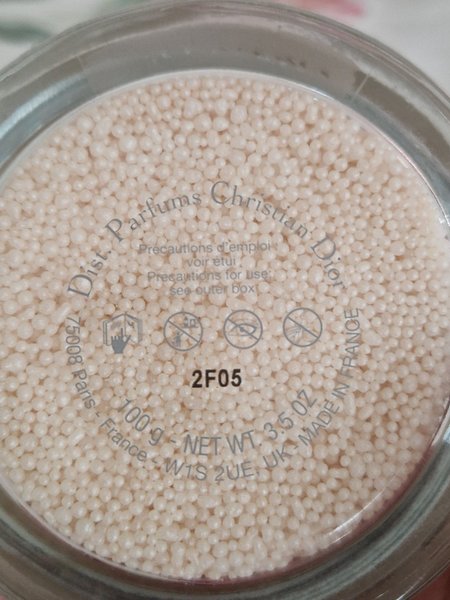 Dist. Parfums Christian Dior
Précautions d'emploi :
voir étui
Precautions for use:
see outer box
2F05
100 g - NET WT. 3.5 OZ
75008 Paris - France. - W1S 2UE, UK - MADE IN FRANCE